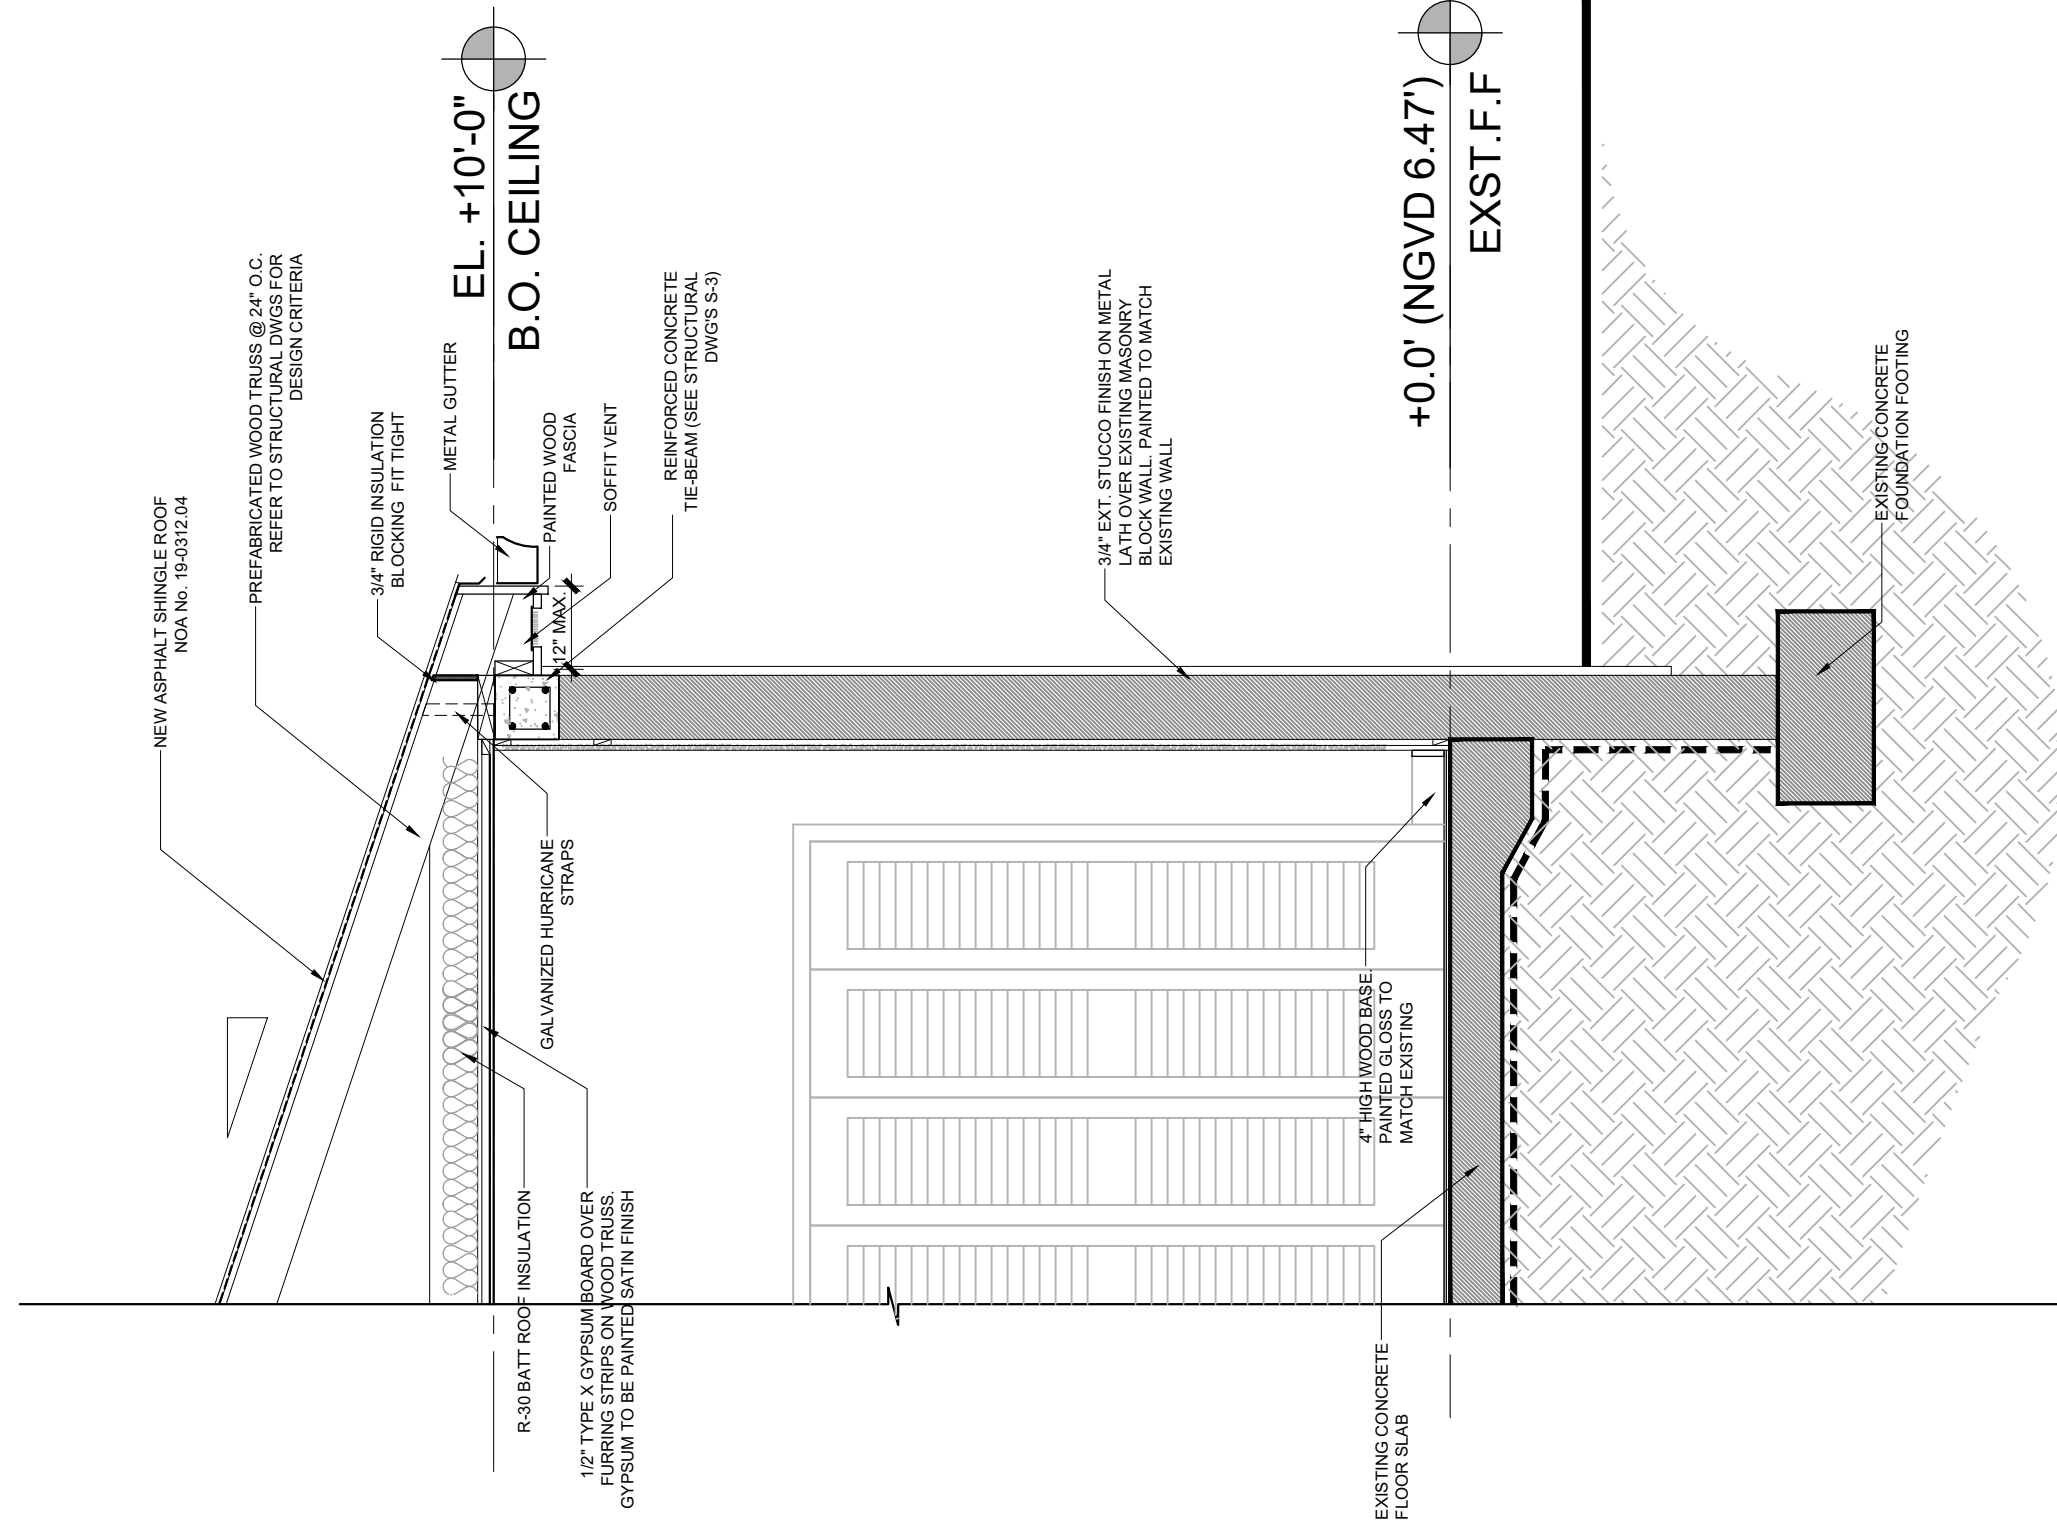 NEW ASPHALT SHINGLE ROOF
NOA No. 19-0312.04
PREFABRICATED WOOD TRUSS @ 24" O.C.
REFER TO STRUCTURAL DWGS FOR
DESIGN CRITERIA
3/4" RIGID INSULATION
BLOCKING FIT TIGHT
METAL GUTTER
EL. +10'-0"
B.O. CEILING
PAINTED WOOD
FASCIA
SOFFIT VENT
REINFORCED CONCRETE
TIE-BEAM (SEE STRUCTURAL
DWG'S S-3)
12" MAX.
GALVANIZED HURRICANE
STRAPS
R-30 BATT ROOF INSULATION
1/2" TYPE X GYPSUM BOARD OVER
FURRING STRIPS ON WOOD TRUSS.
GYPSUM TO BE PAINTED SATIN FINISH
3/4" EXT. STUCCO FINISH ON METAL
LATH OVER EXISTING MASONRY
BLOCK WALL. PAINTED TO MATCH
EXISTING WALL
4" HIGH WOOD BASE.
PAINTED GLOSS TO
MATCH EXISTING
+0.0' (NGVD 6.47')
EXST.F.F
EXISTING CONCRETE
FLOOR SLAB
EXISTING CONCRETE
FOUNDATION FOOTING